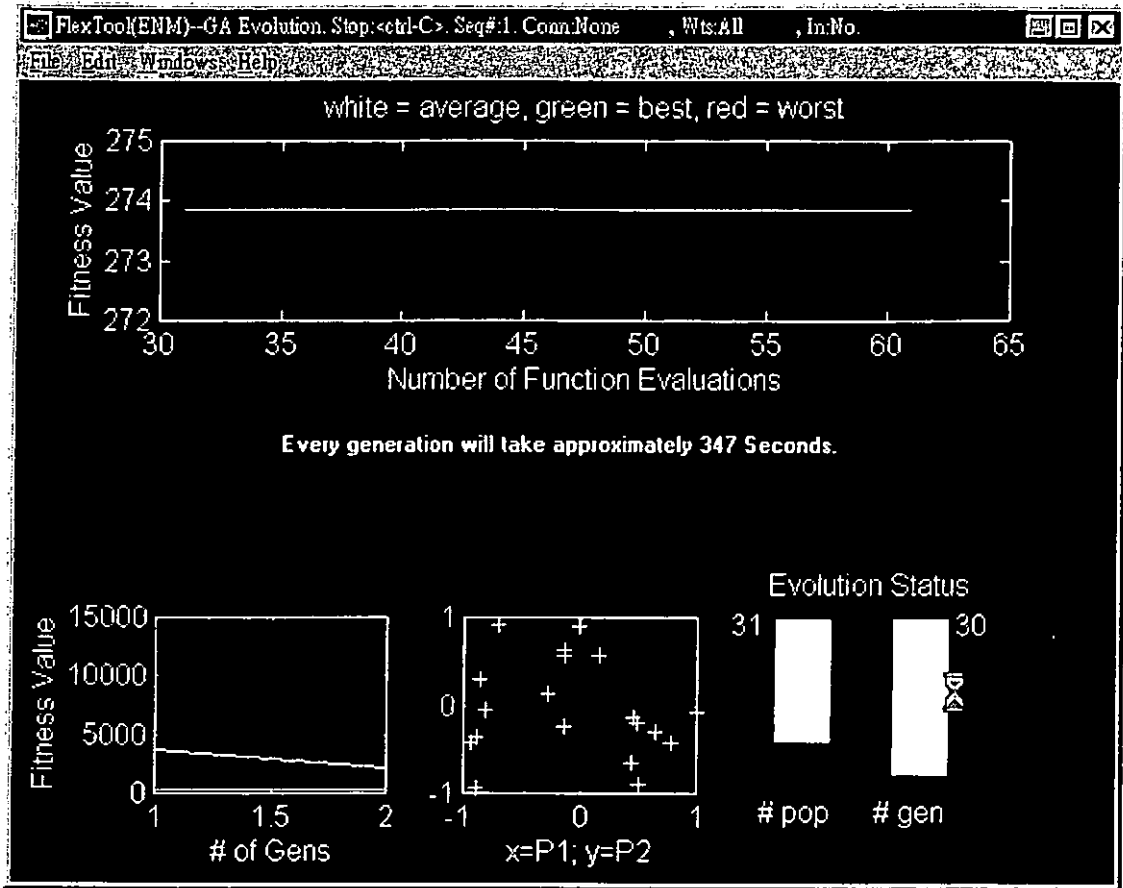 FlexTool(ENM)--GA Evolution. Stop:<ctrl-C>. Seq#:1. Conn:None , Wts:All , In:No.
File Edit Windows Help
white = average, green = best, red = worst
Fitness Value
275
274
273
272
30 35 40 45 50 55 60 65
Number of Function Evaluations
Every generation will take approximately 347 Seconds.
Evolution Status
Fitness Value
15000
10000
5000
0
1 1.5 2
# of Gens
1
0
-1
-1 0 1
x=P1; y=P2
31 30
# pop # gen